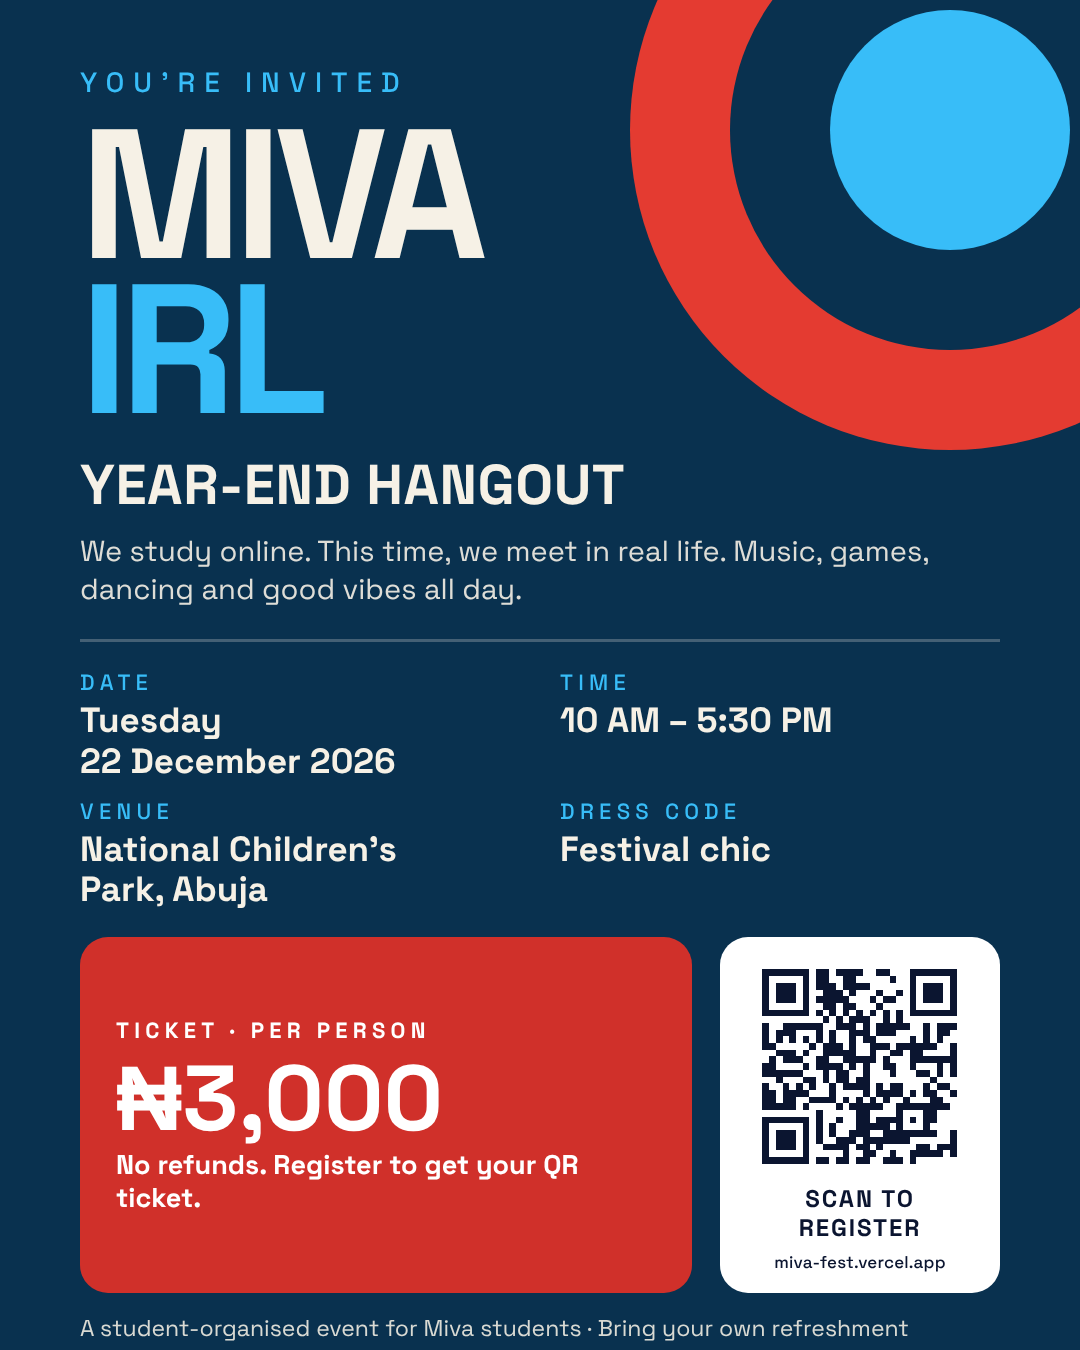 YOU’RE INVITED
MIVA
IRL
YEAR-END HANGOUT
We study online. This time, we meet in real life. Music, games,
dancing and good vibes all day.
DATE
Tuesday
22 December 2026
TIME
10 AM – 5:30 PM
VENUE
National Children’s
Park, Abuja
DRESS CODE
Festival chic
TICKET · PER PERSON
₦3,000
No refunds. Register to get your QR
ticket.
SCAN TO
REGISTER
miva-fest.vercel.app
A student-organised event for Miva students · Bring your own refreshment